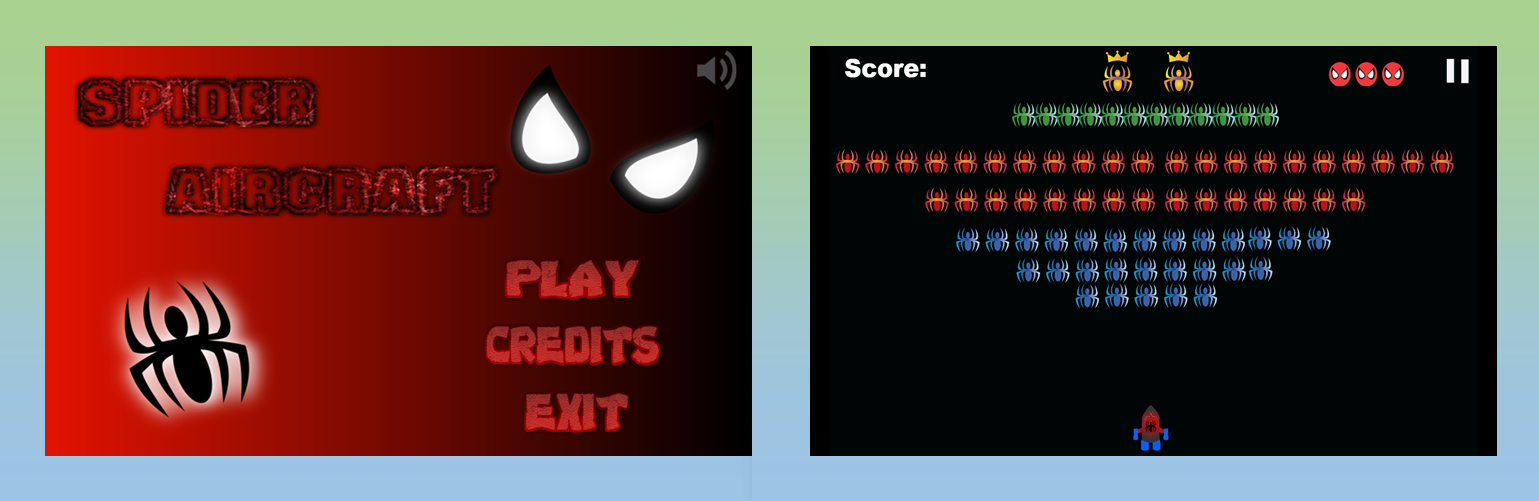 SPIDER
AIRCRAFT
PLAY
CREDITS
EXIT
Score: